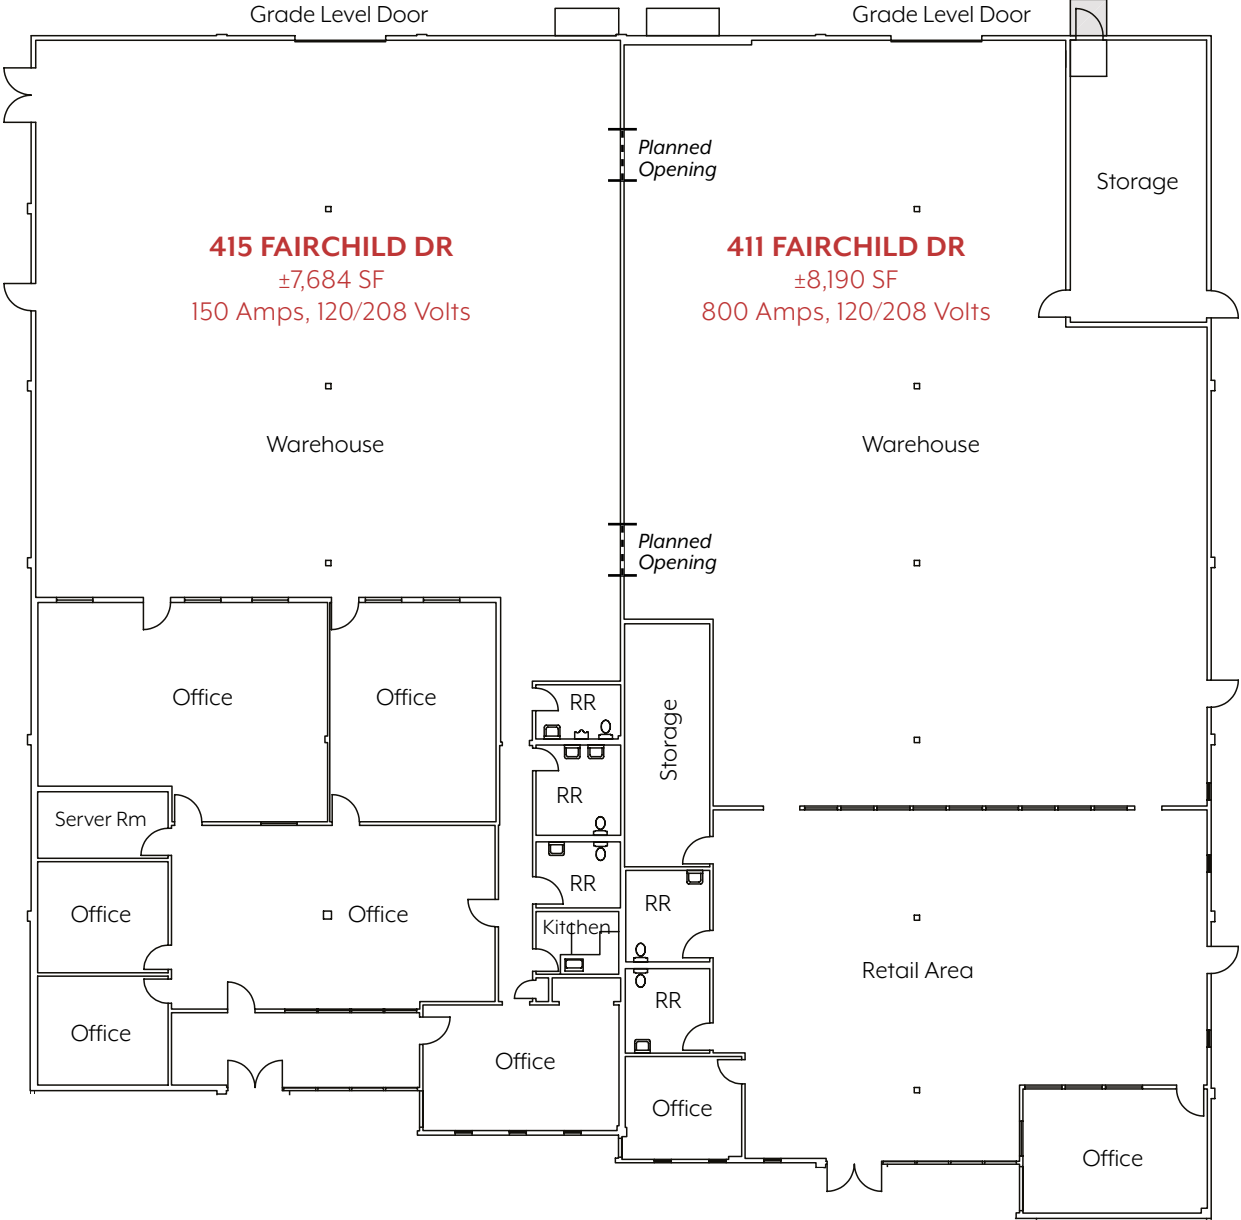 Grade Level Door
Grade Level Door
Planned
Opening
Storage
415 FAIRCHILD DR
±7,684 SF
150 Amps, 120/208 Volts
411 FAIRCHILD DR
±8,190 SF
800 Amps, 120/208 Volts
Warehouse
Warehouse
Planned
Opening
Office
Office
RR
Storage
RR
Server Rm
RR
Office
Office
Kitchen
RR
Retail Area
RR
Office
Office
Office
Office